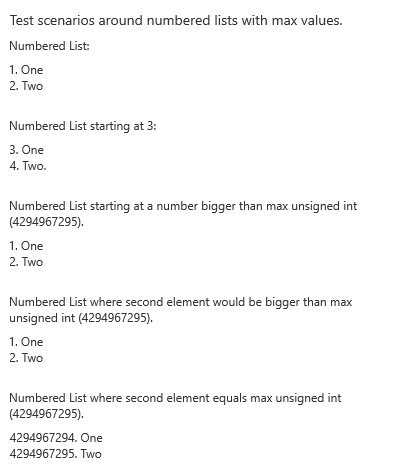 Test scenarios around numbered lists with max values.
Numbered List:
1. One
2. Two
Numbered List starting at 3:
3. One
4. Two.
Numbered List starting at a number bigger than max unsigned int
(4294967295).
1. One
2. Two
Numbered List where second element would be bigger than max
unsigned int (4294967295).
1. One
2. Two
Numbered List where second element equals max unsigned int
(4294967295).
4294967294. One
4294967295. Two